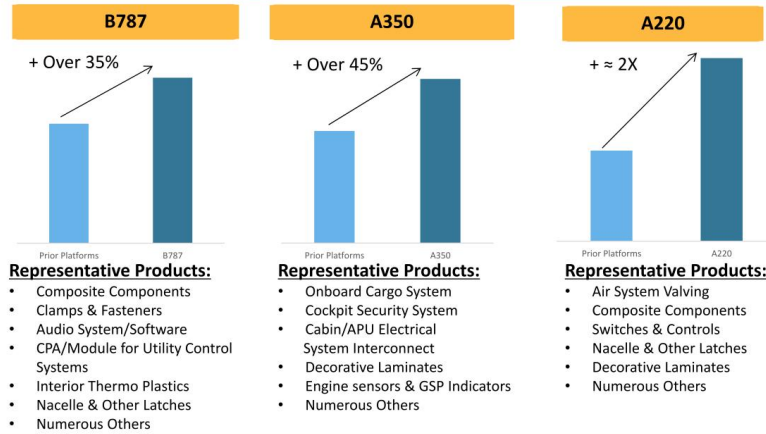 B787
+ Over 35%
Prior Platforms
B787
Representative Products:
• Composite Components
• Clamps & Fasteners
• Audio System/Software
• CPA/Module for Utility Control
Systems
• Interior Thermo Plastics
• Nacelle & Other Latches
• Numerous Others
A350
+ Over 45%
Prior Platforms
A350
Representative Products:
• Onboard Cargo System
• Cockpit Security System
• Cabin/APU Electrical
System Interconnect
• Decorative Laminates
• Engine sensors & GSP Indicators
• Numerous Others
A220
+ ≈ 2X
Prior Platforms
A220
Representative Products:
• Air System Valving
• Composite Components
• Switches & Controls
• Nacelle & Other Latches
• Decorative Laminates
• Numerous Others